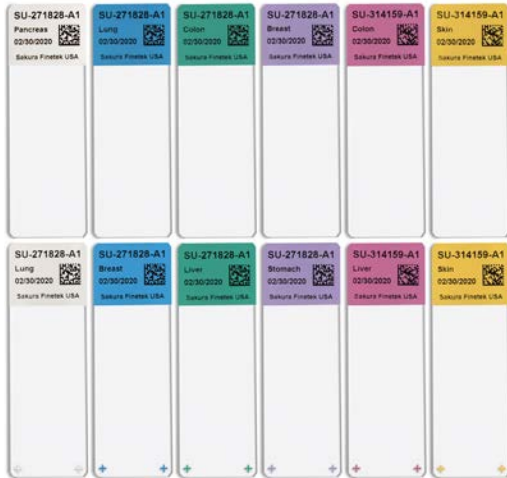 SU-271828-A1
Pancreas
02/30/2020
Sakura Finetek USA
SU-271828-A1
Lung
02/30/2020
Sakura Finetek USA
SU-271828-A1
Colon
02/30/2020
Sakura Finetek USA
SU-271828-A1
Breast
02/30/2020
Sakura Finetek USA
SU-314159-A1
Colon
02/30/2020
Sakura Finetek USA
SU-314159-A1
Skin
02/30/2020
Sakura Finetek USA
SU-271828-A1
Lung
02/30/2020
Sakura Finetek USA
SU-271828-A1
Breast
02/30/2020
Sakura Finetek USA
SU-271828-A1
Liver
02/30/2020
Sakura Finetek USA
SU-271828-A1
Stomach
02/30/2020
Sakura Finetek USA
SU-314159-A1
Liver
02/30/2020
Sakura Finetek USA
SU-314159-A1
Skin
02/30/2020
Sakura Finetek USA